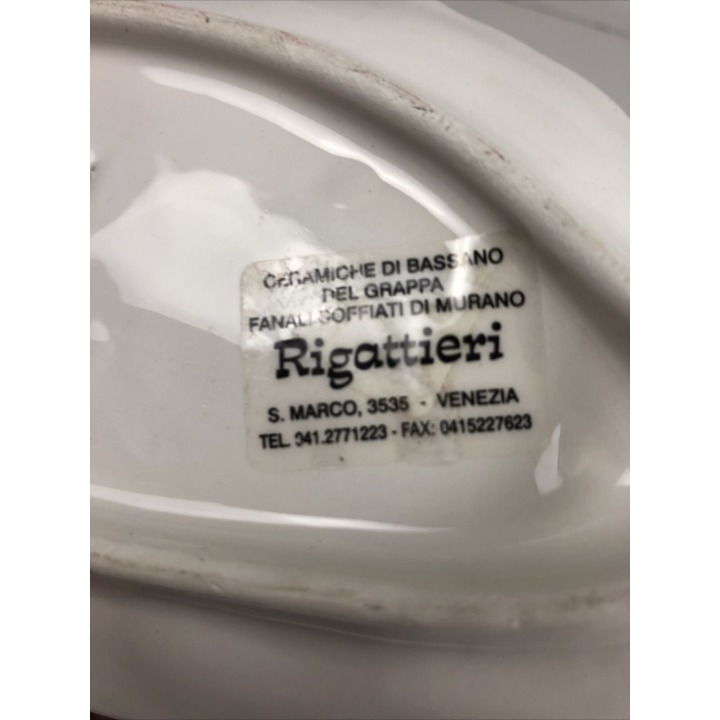 CERAMICHE DI BASSANO
DEL GRAPPA
FANALI SOFFIATI DI MURANO
Rigattieri
S. MARCO, 3535 - VENEZIA
TEL. 041.2771223 - FAX: 0415227623